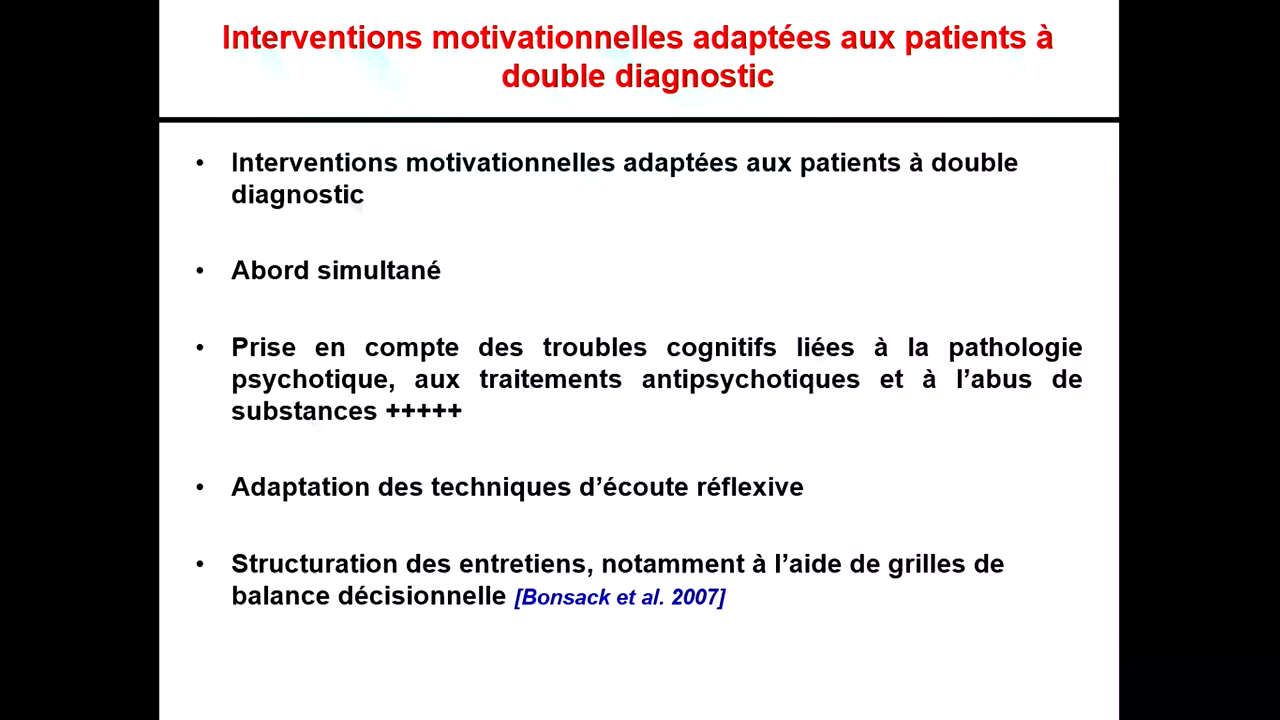 Interventions motivationnelles adaptées aux patients à
double diagnostic
• Interventions motivationnelles adaptées aux patients à double
diagnostic
• Abord simultané
• Prise en compte des troubles cognitifs liées à la pathologie
psychotique, aux traitements antipsychotiques et à l’abus de
substances +++++
• Adaptation des techniques d’écoute réflexive
• Structuration des entretiens, notamment à l’aide de grilles de
balance décisionnelle [Bonsack et al. 2007]